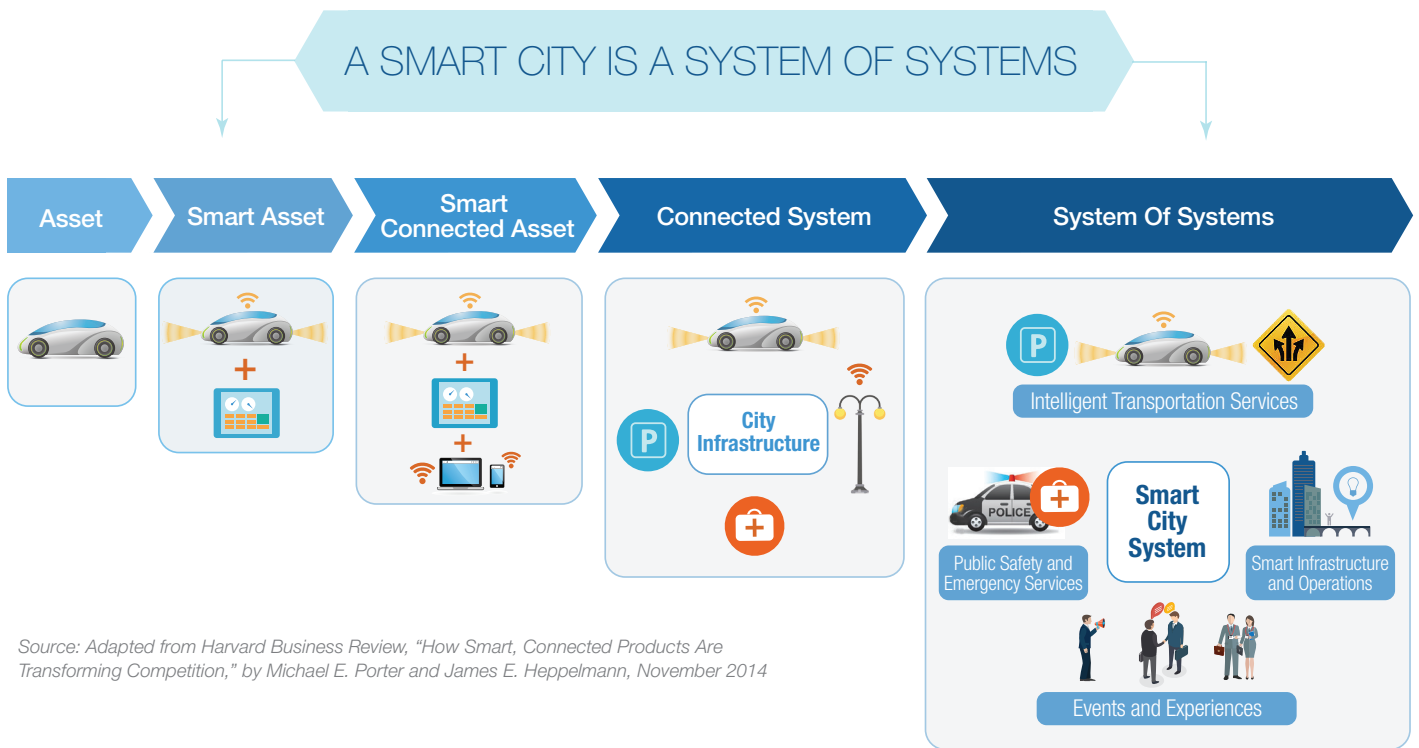 A SMART CITY IS A SYSTEM OF SYSTEMS
Asset
Smart Asset
Smart
Connected Asset
Connected System
System Of Systems
P
City
Infrastructure
P
Intelligent Transportation Services
POLICE
Public Safety and
Emergency Services
Smart
City
System
Smart Infrastructure
and Operations
Events and Experiences
Source: Adapted from Harvard Business Review, “How Smart, Connected Products Are
Transforming Competition,” by Michael E. Porter and James E. Heppelmann, November 2014